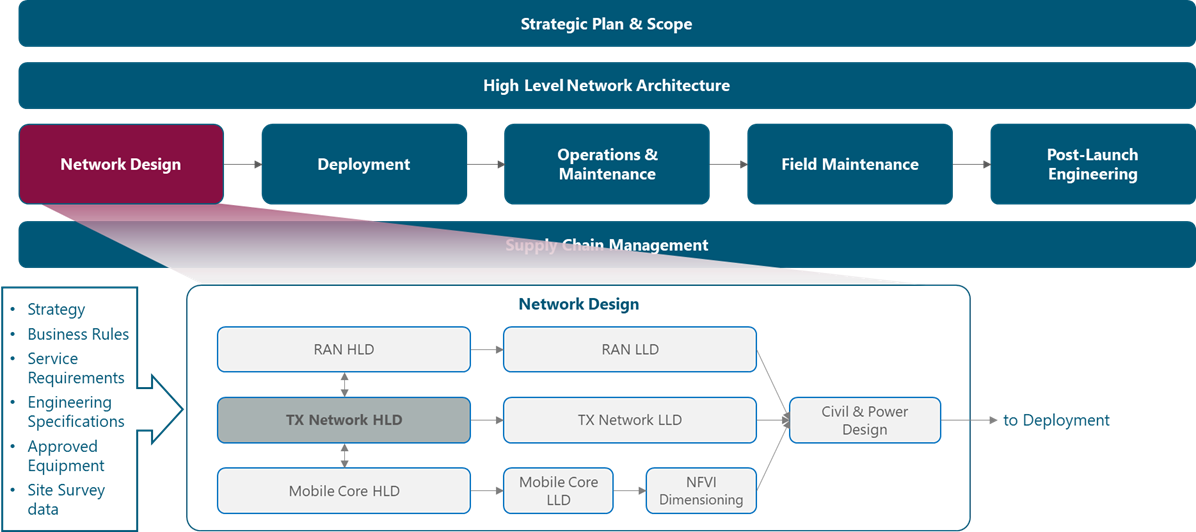 Strategic Plan & Scope
High Level Network Architecture
Network Design
Deployment
Operations &
Maintenance
Field Maintenance
Post-Launch
Engineering
Supply Chain Management
• Strategy
• Business Rules
• Service
Requirements
• Engineering
Specifications
• Approved
Equipment
• Site Survey
data
Network Design
RAN HLD
RAN LLD
TX Network HLD
TX Network LLD
Civil & Power
Design
to Deployment
Mobile Core HLD
Mobile Core
LLD
NFVI
Dimensioning